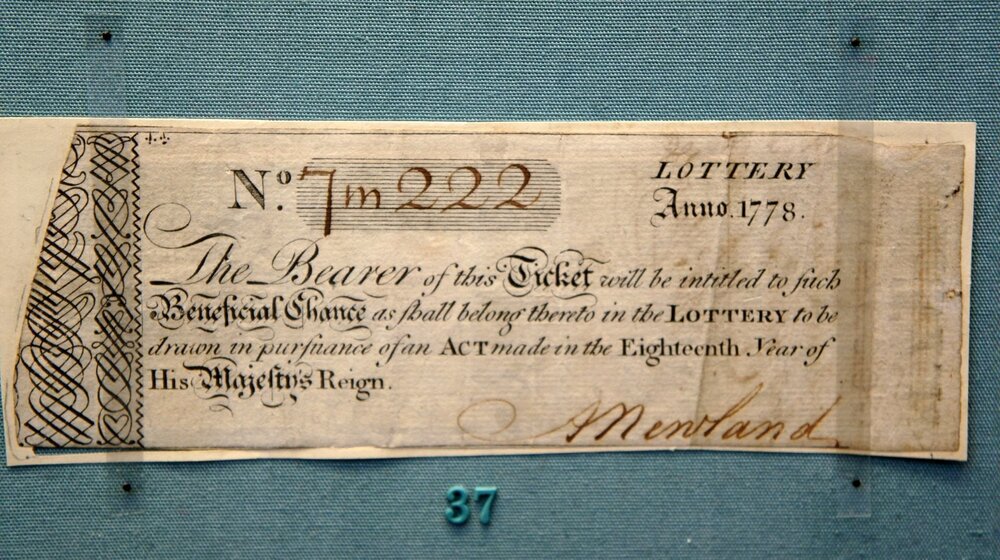 No. 7m222
LOTTERY
Anno. 1778.
The Bearer of this Ticket will be intitled to ſuch
Beneficial Chance as ſhall belong thereto in the LOTTERY to be
drawn in purſuance of an ACT made in the Eighteenth Year of
His Majeſty's Reign.
A Newland
37